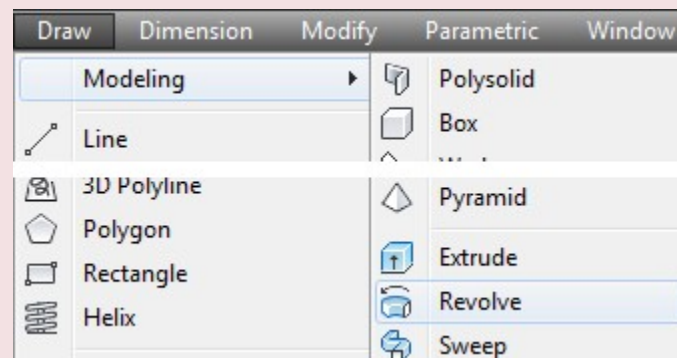 Draw Dimension Modify Parametric Window
Modeling
Line
3D Polyline
Polygon
Rectangle
Helix
Polysolid
Box
Pyramid
Extrude
Revolve
Sweep